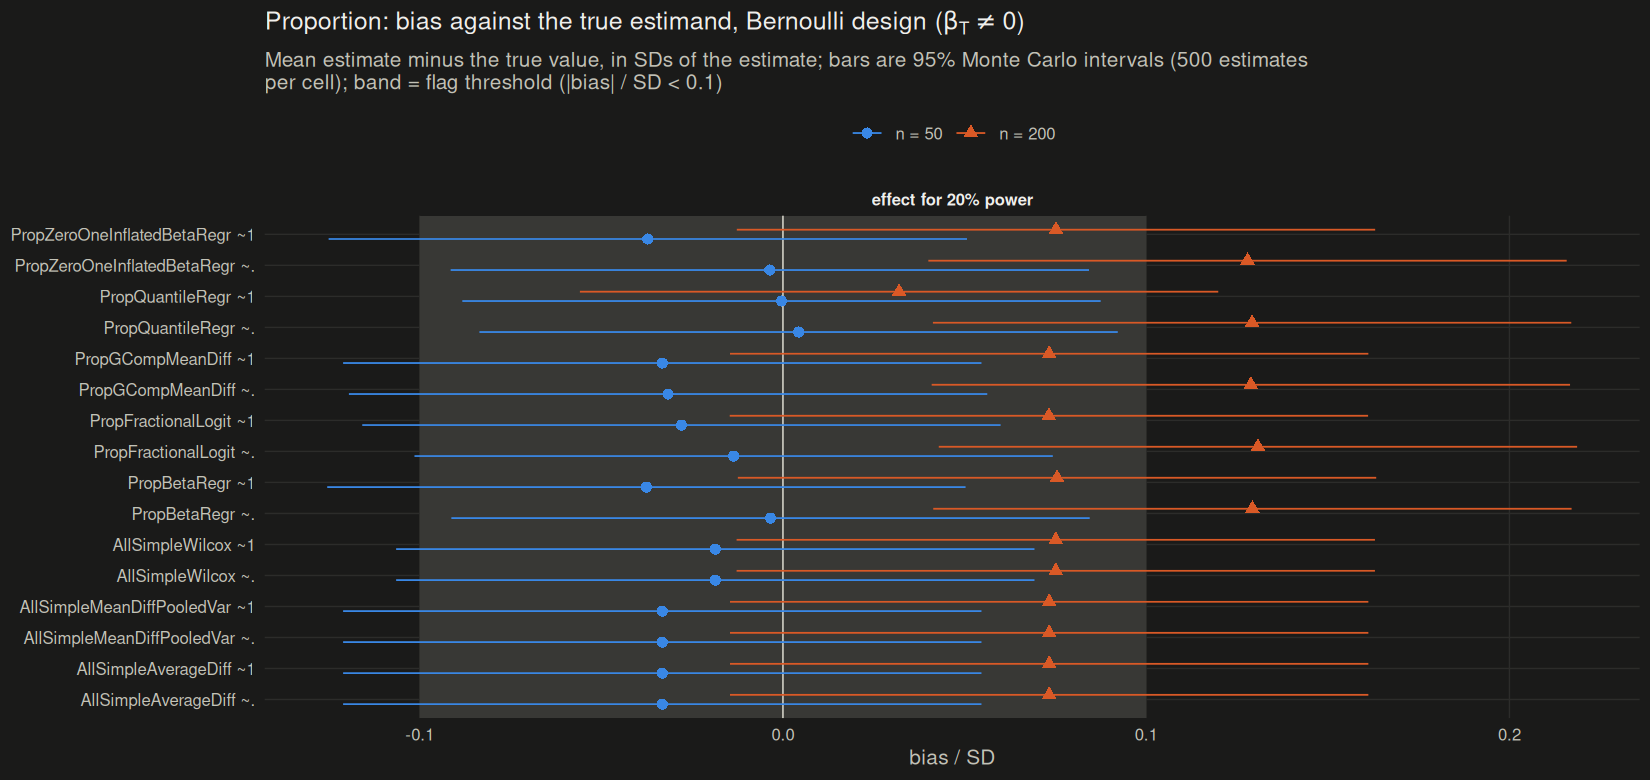 Proportion: bias against the true estimand, Bernoulli design (βT ≠ 0)
Mean estimate minus the true value, in SDs of the estimate; bars are 95% Monte Carlo intervals (500 estimates
per cell); band = flag threshold (|bias| / SD < 0.1)
n = 50 n = 200
effect for 20% power
PropZeroOneInflatedBetaRegr ~1
PropZeroOneInflatedBetaRegr ~.
PropQuantileRegr ~1
PropQuantileRegr ~.
PropGCompMeanDiff ~1
PropGCompMeanDiff ~.
PropFractionalLogit ~1
PropFractionalLogit ~.
PropBetaRegr ~1
PropBetaRegr ~.
AllSimpleWilcox ~1
AllSimpleWilcox ~.
AllSimpleMeanDiffPooledVar ~1
AllSimpleMeanDiffPooledVar ~.
AllSimpleAverageDiff ~1
AllSimpleAverageDiff ~.
-0.1 0.0 0.1 0.2
bias / SD